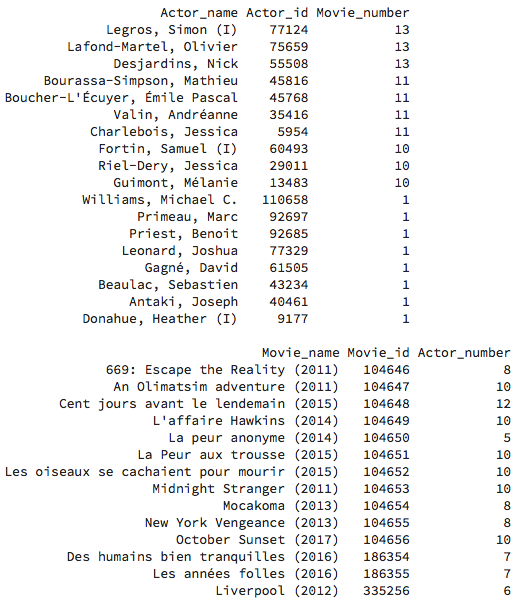 Actor_name Actor_id Movie_number
Legros, Simon (I) 77124 13
Lafond-Martel, Olivier 75659 13
Desjardins, Nick 55508 13
Bourassa-Simpson, Mathieu 45816 11
Boucher-L'Écuyer, Émile Pascal 45768 11
Valin, Andréanne 35416 11
Charlebois, Jessica 5954 11
Fortin, Samuel (I) 60493 10
Riel-Dery, Jessica 29011 10
Guimont, Mélanie 13483 10
Williams, Michael C. 110658 1
Primeau, Marc 92697 1
Priest, Benoit 92685 1
Leonard, Joshua 77329 1
Gagné, David 61505 1
Beaulac, Sebastien 43234 1
Antaki, Joseph 40461 1
Donahue, Heather (I) 9177 1
Movie_name Movie_id Actor_number
669: Escape the Reality (2011) 104646 8
An Olimatsim adventure (2011) 104647 10
Cent jours avant le lendemain (2015) 104648 12
L'affaire Hawkins (2014) 104649 10
La peur anonyme (2014) 104650 5
La Peur aux trousse (2015) 104651 10
Les oiseaux se cachaient pour mourir (2015) 104652 10
Midnight Stranger (2011) 104653 10
Mocakoma (2013) 104654 8
New York Vengeance (2013) 104655 8
October Sunset (2017) 104656 10
Des humains bien tranquilles (2016) 186354 7
Les années folles (2016) 186355 7
Liverpool (2012) 335256 6